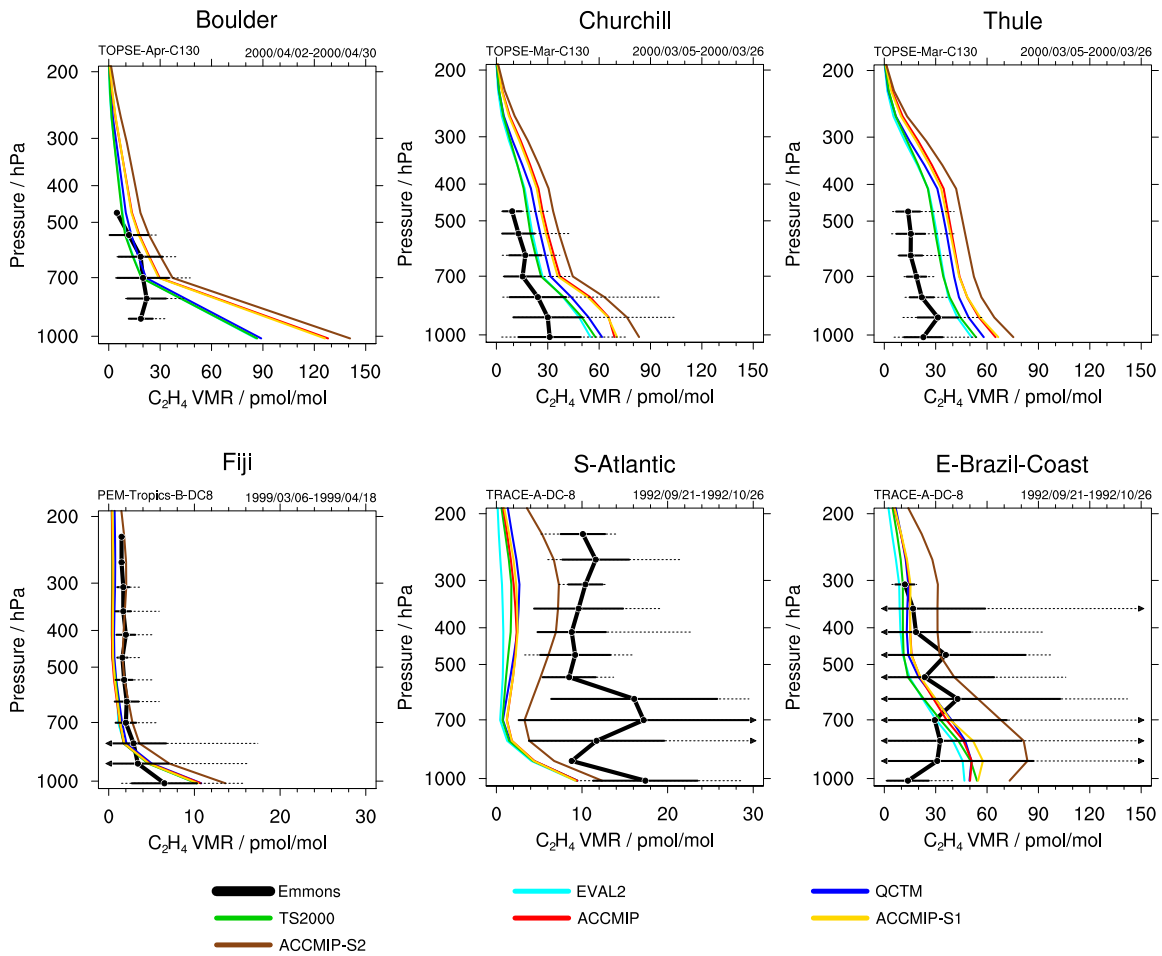 Boulder
TOPSE-Apr-C130 2000/04/02-2000/04/30
200
300
400
500
700
1000
Pressure / hPa
0 30 60 90 120 150
C₂H₄ VMR / pmol/mol
Churchill
TOPSE-Mar-C130 2000/03/05-2000/03/26
200
300
400
500
700
1000
Pressure / hPa
0 30 60 90 120 150
C₂H₄ VMR / pmol/mol
Thule
TOPSE-Mar-C130 2000/03/05-2000/03/26
200
300
400
500
700
1000
Pressure / hPa
0 30 60 90 120 150
C₂H₄ VMR / pmol/mol
Fiji
PEM-Tropics-B-DC8 1999/03/06-1999/04/18
200
300
400
500
700
1000
Pressure / hPa
0 5 10 15 20 25 30
C₂H₄ VMR / pmol/mol
S-Atlantic
TRACE-A-DC-8 1992/09/21-1992/10/26
200
300
400
500
700
1000
Pressure / hPa
0 5 10 15 20 25 30
C₂H₄ VMR / pmol/mol
E-Brazil-Coast
TRACE-A-DC-8 1992/09/21-1992/10/26
200
300
400
500
700
1000
Pressure / hPa
0 30 60 90 120 150
C₂H₄ VMR / pmol/mol
Emmons EVAL2 QCTM
TS2000 ACCMIP ACCMIP-S1
ACCMIP-S2